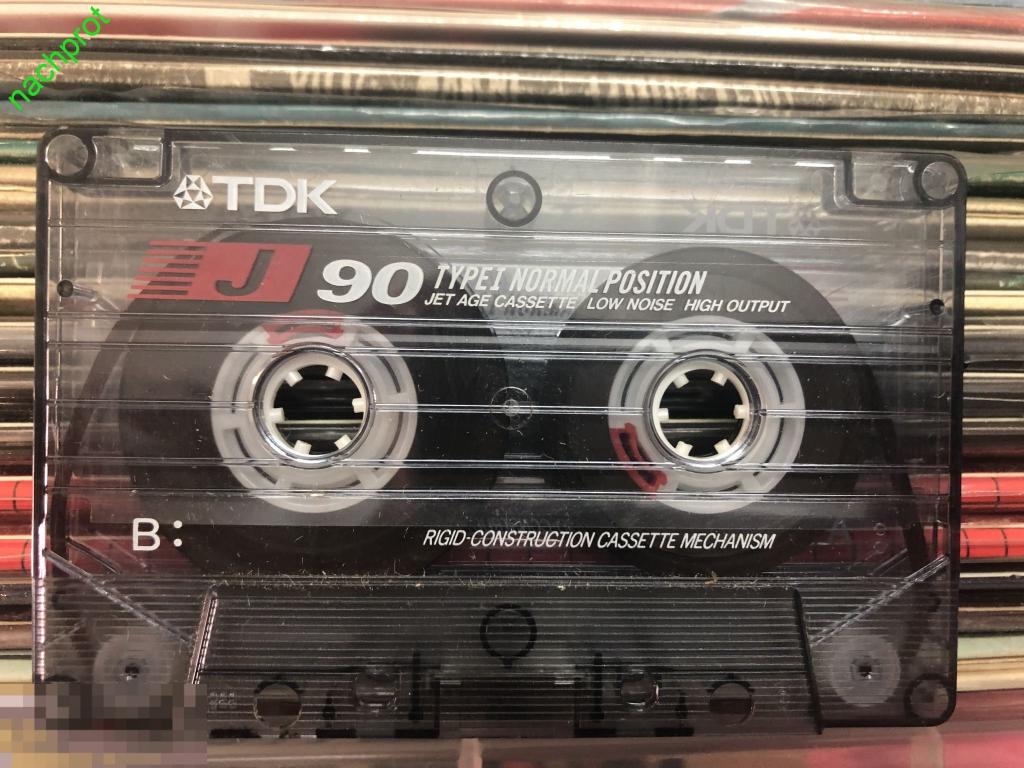 nachprot
TDK
J 90 TYPE I NORMAL POSITION
JET AGE CASSETTE LOW NOISE HIGH OUTPUT
B:
RIGID-CONSTRUCTION CASSETTE MECHANISM